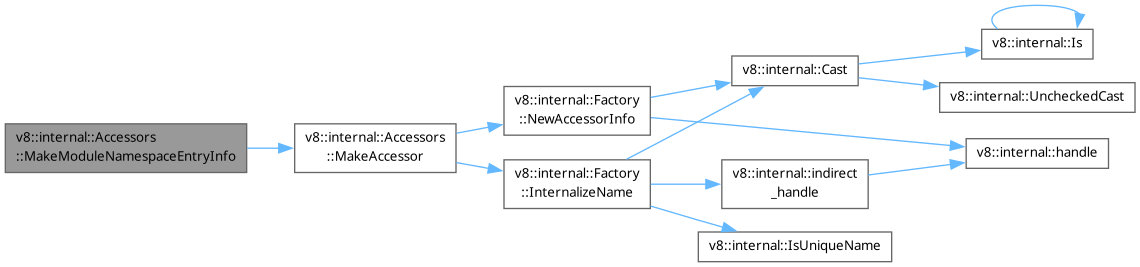 v8::internal::Accessors
::MakeModuleNamespaceEntryInfo
v8::internal::Accessors
::MakeAccessor
v8::internal::Factory
::NewAccessorInfo
v8::internal::Factory
::InternalizeName
v8::internal::Cast
v8::internal::indirect
_handle
v8::internal::IsUniqueName
v8::internal::Is
v8::internal::UncheckedCast
v8::internal::handle